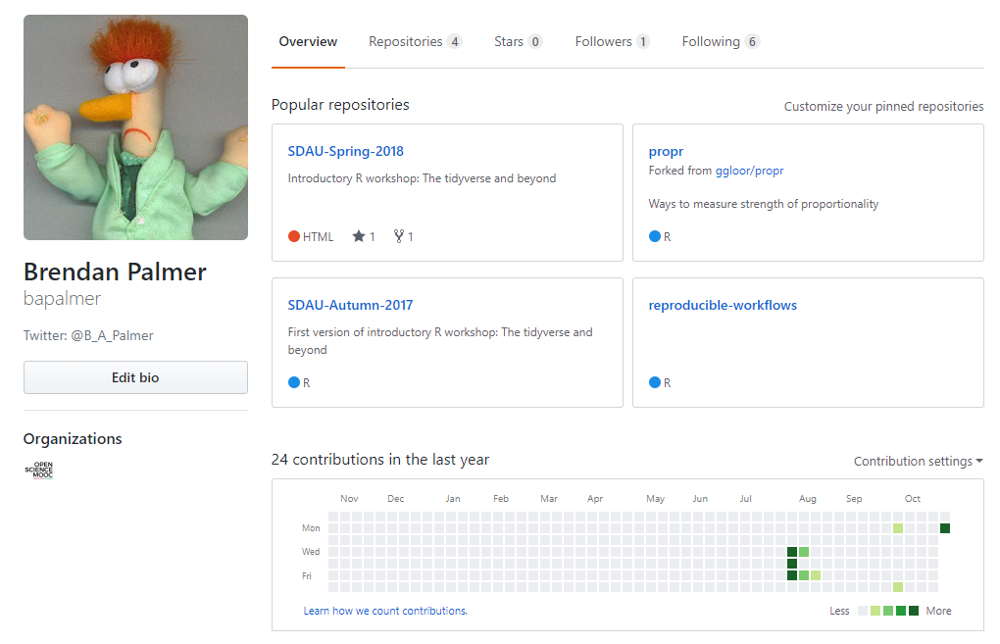 Overview Repositories 4 Stars 0 Followers 1 Following 6
Popular repositories
Customize your pinned repositories
SDAU-Spring-2018
Introductory R workshop: The tidyverse and beyond
HTML 1 1
propr
Forked from ggloor/propr
Ways to measure strength of proportionality
R
SDAU-Autumn-2017
First version of introductory R workshop: The tidyverse and
beyond
R
reproducible-workflows
R
Brendan Palmer
bapalmer
Twitter: @B_A_Palmer
Edit bio
Organizations
OPEN
SCIENCE
MOOC
24 contributions in the last year
Contribution settings
Nov Dec Jan Feb Mar Apr May Jun Jul Aug Sep Oct
Mon
Wed
Fri
Learn how we count contributions.
Less More